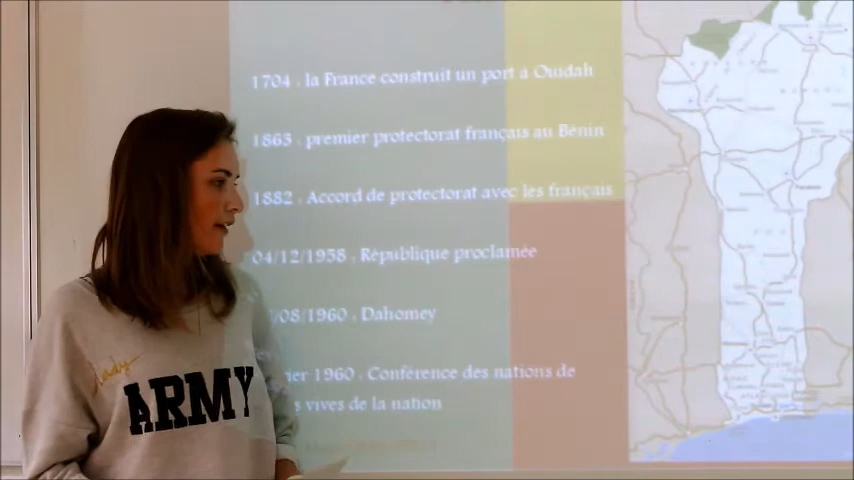 1704 : la France construit un port à Ouidah
1863 : premier protectorat français au Bénin
1882 : Accord de protectorat avec les français
04/12/1958 : République proclamée
/08/1960 : Dahomey
1960 : Conférence des nations de
vives de la nation
Lady
ARMY